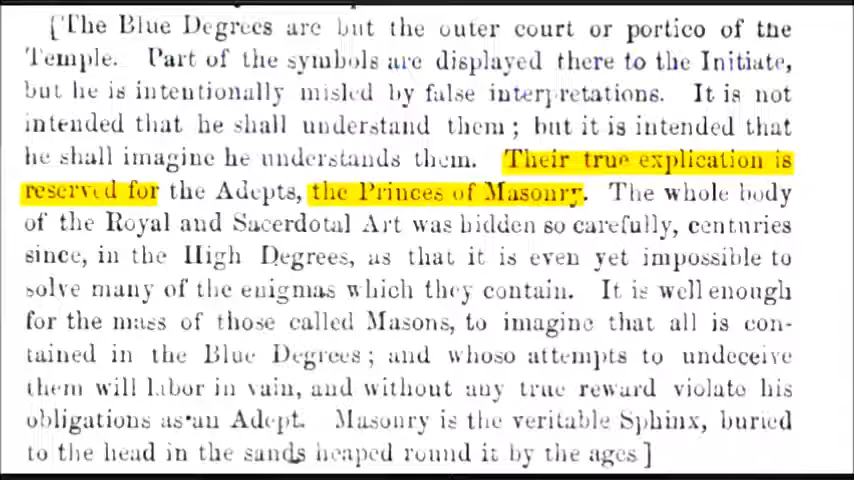 ['The Blue Degrees are but the outer court or portico of the
Temple. Part of the symbols are displayed there to the Initiate,
but he is intentionally misled by false interpretations. It is not
intended that he shall understand them; but it is intended that
he shall imagine he understands them. Their true explication is
reserved for the Adepts, the Princes of Masonry. The whole body
of the Royal and Sacerdotal Art was hidden so carefully, centuries
since, in the High Degrees, as that it is even yet impossible to
solve many of the enigmas which they contain. It is well enough
for the mass of those called Masons, to imagine that all is con-
tained in the Blue Degrees; and whoso attempts to undeceive
them will labor in vain, and without any true reward violate his
obligations as an Adept. Masonry is the veritable Sphinx, buried
to the head in the sands heaped round it by the ages]